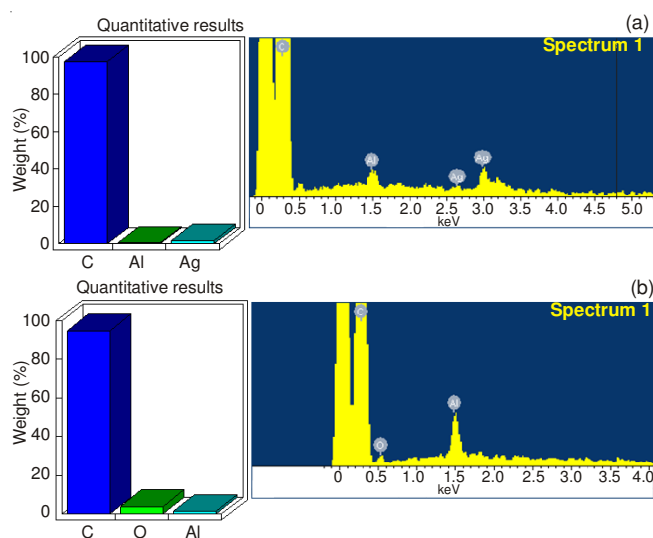 Quantitative results
(a)
Weight (%)
100
80
60
40
20
0
C Al Ag
Spectrum 1
C
Al
Ag
Ag
0 0.5 1.5 2.0 2.5 3.0 3.5 4.0 4.5 5.0
keV
Quantitative results
(b)
Weight (%)
100
80
60
40
20
0
C O Al
Spectrum 1
C
O
Al
0 0.5 1.0 1.5 2.0 2.5 3.0 3.5 4.0
keV